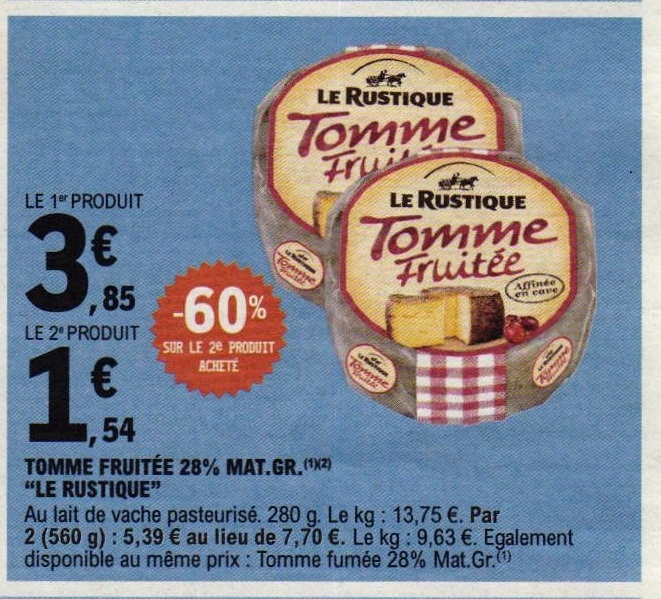 LE RUSTIQUE
Tomme
LE RUSTIQUE
Tomme
Fruitée
Affinée
en cave
Tomme
Tomme
LE 1er PRODUIT
3€,85
-60%
SUR LE 2e PRODUIT
ACHETÉ
LE 2e PRODUIT
1€,54
TOMME FRUITÉE 28% MAT.GR.(1)(2)
“LE RUSTIQUE”
Au lait de vache pasteurisé. 280 g. Le kg : 13,75 €. Par
2 (560 g) : 5,39 € au lieu de 7,70 €. Le kg : 9,63 €. Egalement
disponible au même prix : Tomme fumée 28% Mat.Gr.(1)